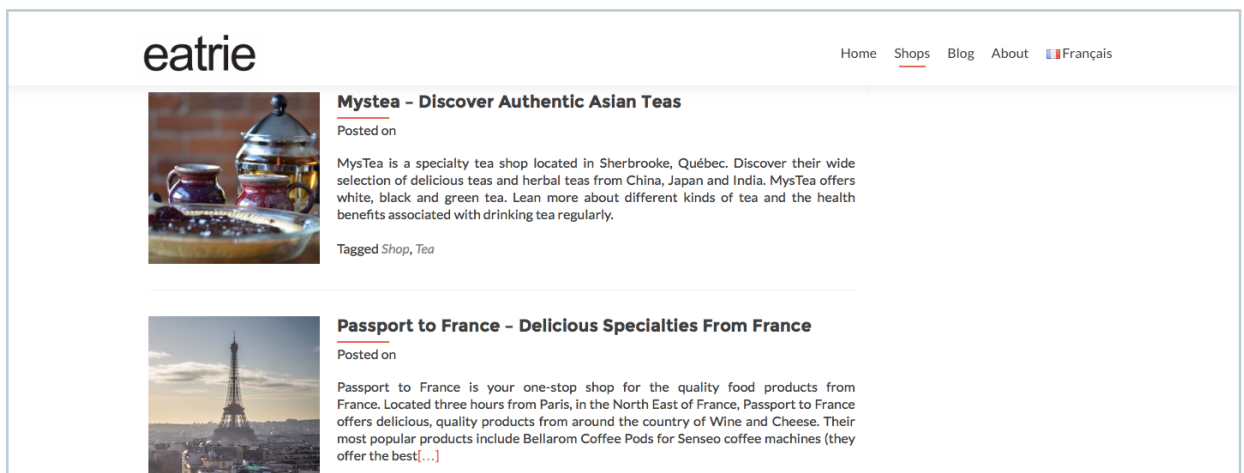 eatrie
Home Shops Blog About Français
Mystea – Discover Authentic Asian Teas
Posted on
MysTea is a specialty tea shop located in Sherbrooke, Québec. Discover their wide
selection of delicious teas and herbal teas from China, Japan and India. MysTea offers
white, black and green tea. Lean more about different kinds of tea and the health
benefits associated with drinking tea regularly.
Tagged Shop, Tea
Passport to France – Delicious Specialties From France
Posted on
Passport to France is your one-stop shop for the quality food products from
France. Located three hours from Paris, in the North East of France, Passport to France
offers delicious, quality products from around the country of Wine and Cheese. Their
most popular products include Bellarom Coffee Pods for Senseo coffee machines (they
offer the best[…]